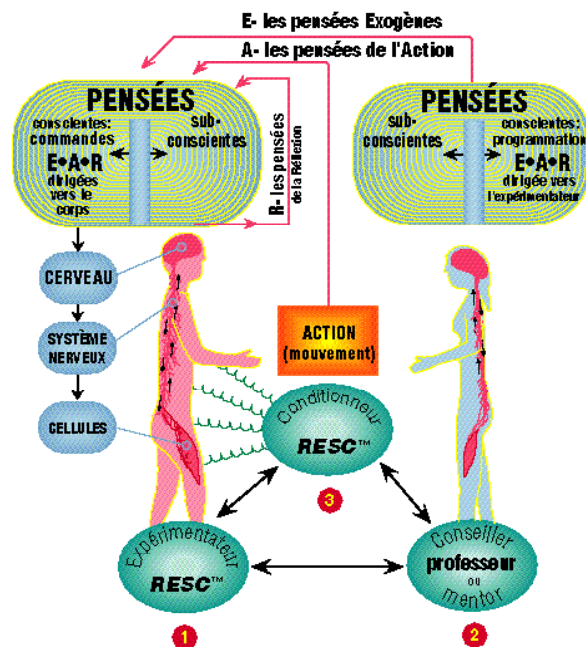 E- les pensées Exogènes
A- les pensées de l'Action
PENSÉES
conscientes:
commandes
E•A•R
dirigées
vers le
corps
sub-
conscientes
R- les pensées
de la Réflexion
PENSÉES
sub-
conscientes
conscientes:
programmation
E•A•R
dirigée vers
l'expérimentateur
CERVEAU
SYSTÈME
NERVEUX
CELLULES
ACTION
(mouvement)
Conditionneur
RESC™
3
Expérimentateur
RESC™
1
Conseiller
professeur
ou
mentor
2